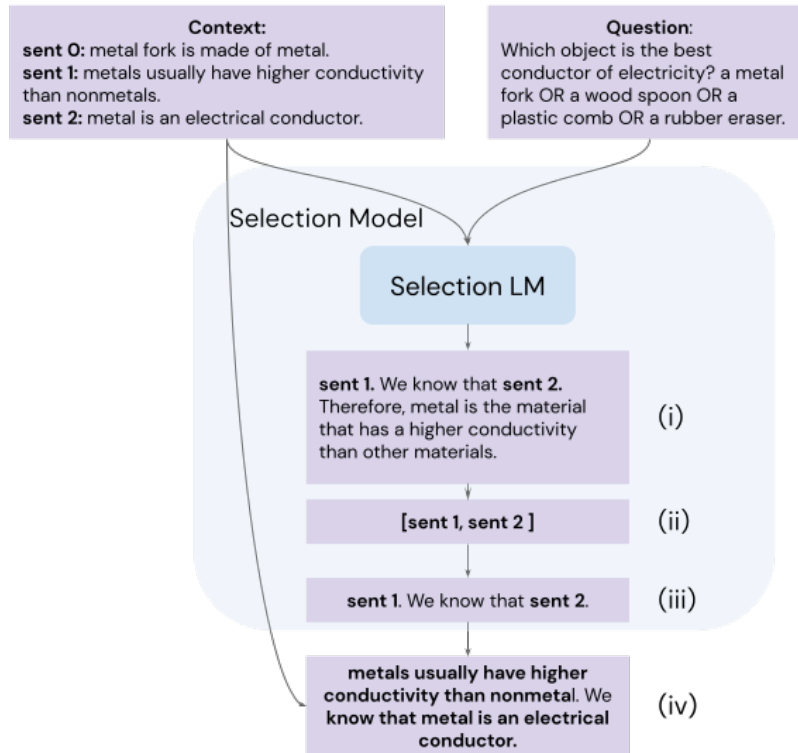 Context:
sent 0: metal fork is made of metal.
sent 1: metals usually have higher conductivity
than nonmetals.
sent 2: metal is an electrical conductor.
Question:
Which object is the best
conductor of electricity? a metal
fork OR a wood spoon OR a
plastic comb OR a rubber eraser.
Selection Model
Selection LM
sent 1. We know that sent 2.
Therefore, metal is the material
that has a higher conductivity
than other materials.
(i)
[sent 1, sent 2 ]
(ii)
sent 1. We know that sent 2.
(iii)
metals usually have higher
conductivity than nonmetal. We
know that metal is an electrical
conductor.
(iv)